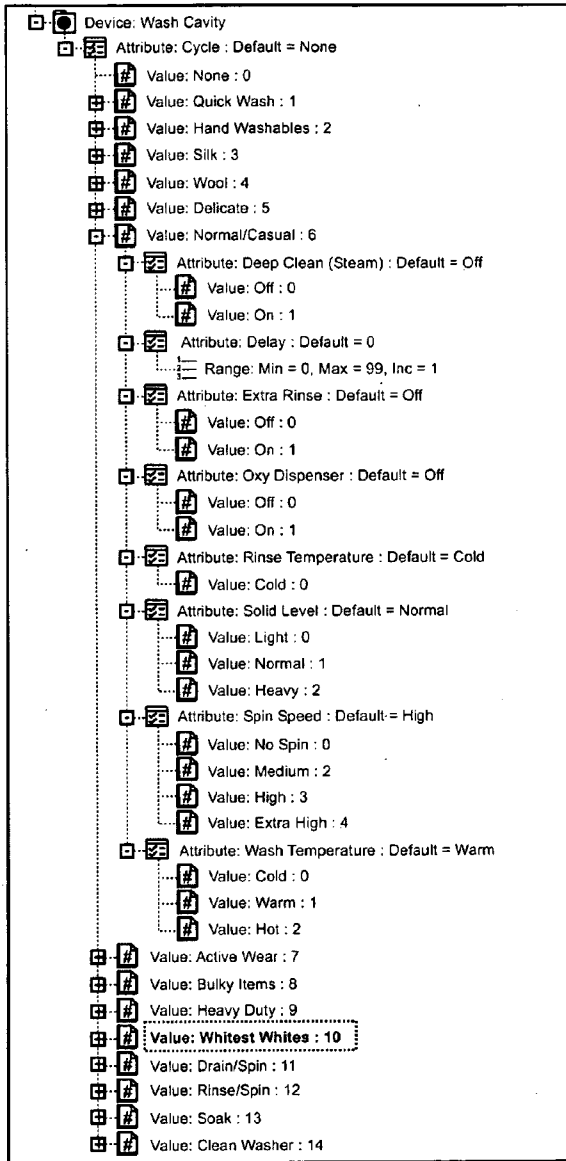 Device: Wash Cavity
Attribute: Cycle : Default = None
Value: None : 0
Value: Quick Wash : 1
Value: Hand Washables : 2
Value: Silk : 3
Value: Wool : 4
Value: Delicate : 5
Value: Normal/Casual : 6
Attribute: Deep Clean (Steam) : Default = Off
Value: Off : 0
Value: On : 1
Attribute: Delay : Default = 0
Range: Min = 0, Max = 99, Inc = 1
Attribute: Extra Rinse : Default = Off
Value: Off : 0
Value: On : 1
Attribute: Oxy Dispenser : Default = Off
Value: Off : 0
Value: On : 1
Attribute: Rinse Temperature : Default = Cold
Value: Cold : 0
Attribute: Solid Level : Default = Normal
Value: Light : 0
Value: Normal : 1
Value: Heavy : 2
Attribute: Spin Speed : Default = High
Value: No Spin : 0
Value: Medium : 2
Value: High : 3
Value: Extra High : 4
Attribute: Wash Temperature : Default = Warm
Value: Cold : 0
Value: Warm : 1
Value: Hot : 2
Value: Active Wear : 7
Value: Bulky Items : 8
Value: Heavy Duty : 9
Value: Whitest Whites : 10
Value: Drain/Spin : 11
Value: Rinse/Spin : 12
Value: Soak : 13
Value: Clean Washer : 14